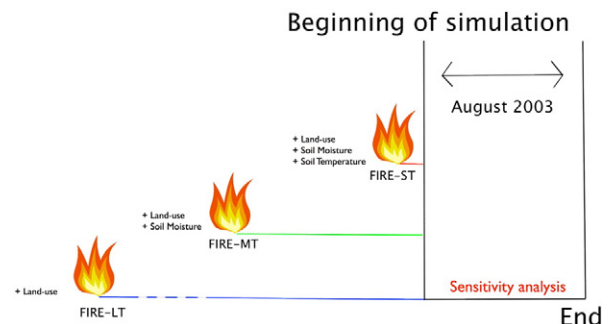 Beginning of simulation
August 2003
+ Land-use
+ Soil Moisture
+ Soil Temperature
FIRE-ST
+ Land-use
+ Soil Moisture
FIRE-MT
+ Land-use
FIRE-LT
Sensitivity analysis
End